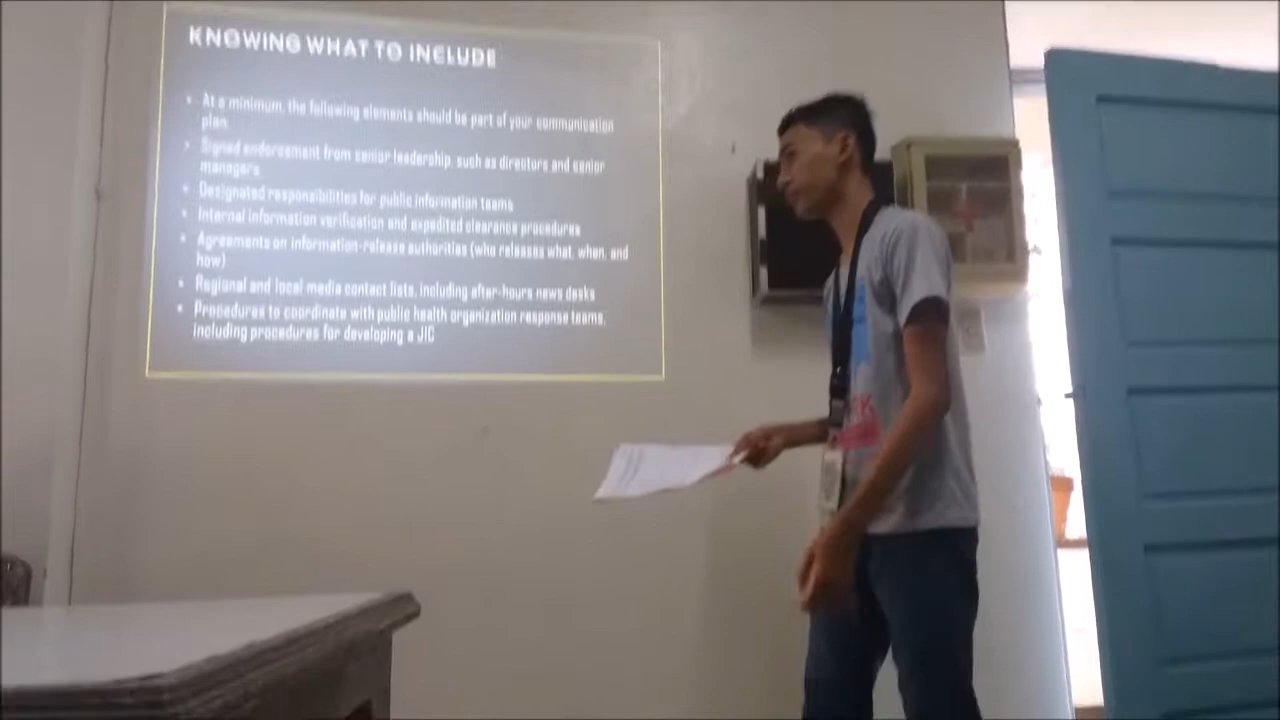 KNOWING WHAT TO INCLUDE
• At a minimum, the following elements should be part of your communication
plan.
• Signed endorsement from senior leadership, such as directors and senior
managers
• Designated responsibilities for public information teams
• Internal information verification and expedited clearance procedures
• Agreements on information-release authorities (who releases what, when, and
how)
• Regional and local media contact lists, including after-hours news desks
• Procedures to coordinate with public health organization response teams,
including procedures for developing a JIC